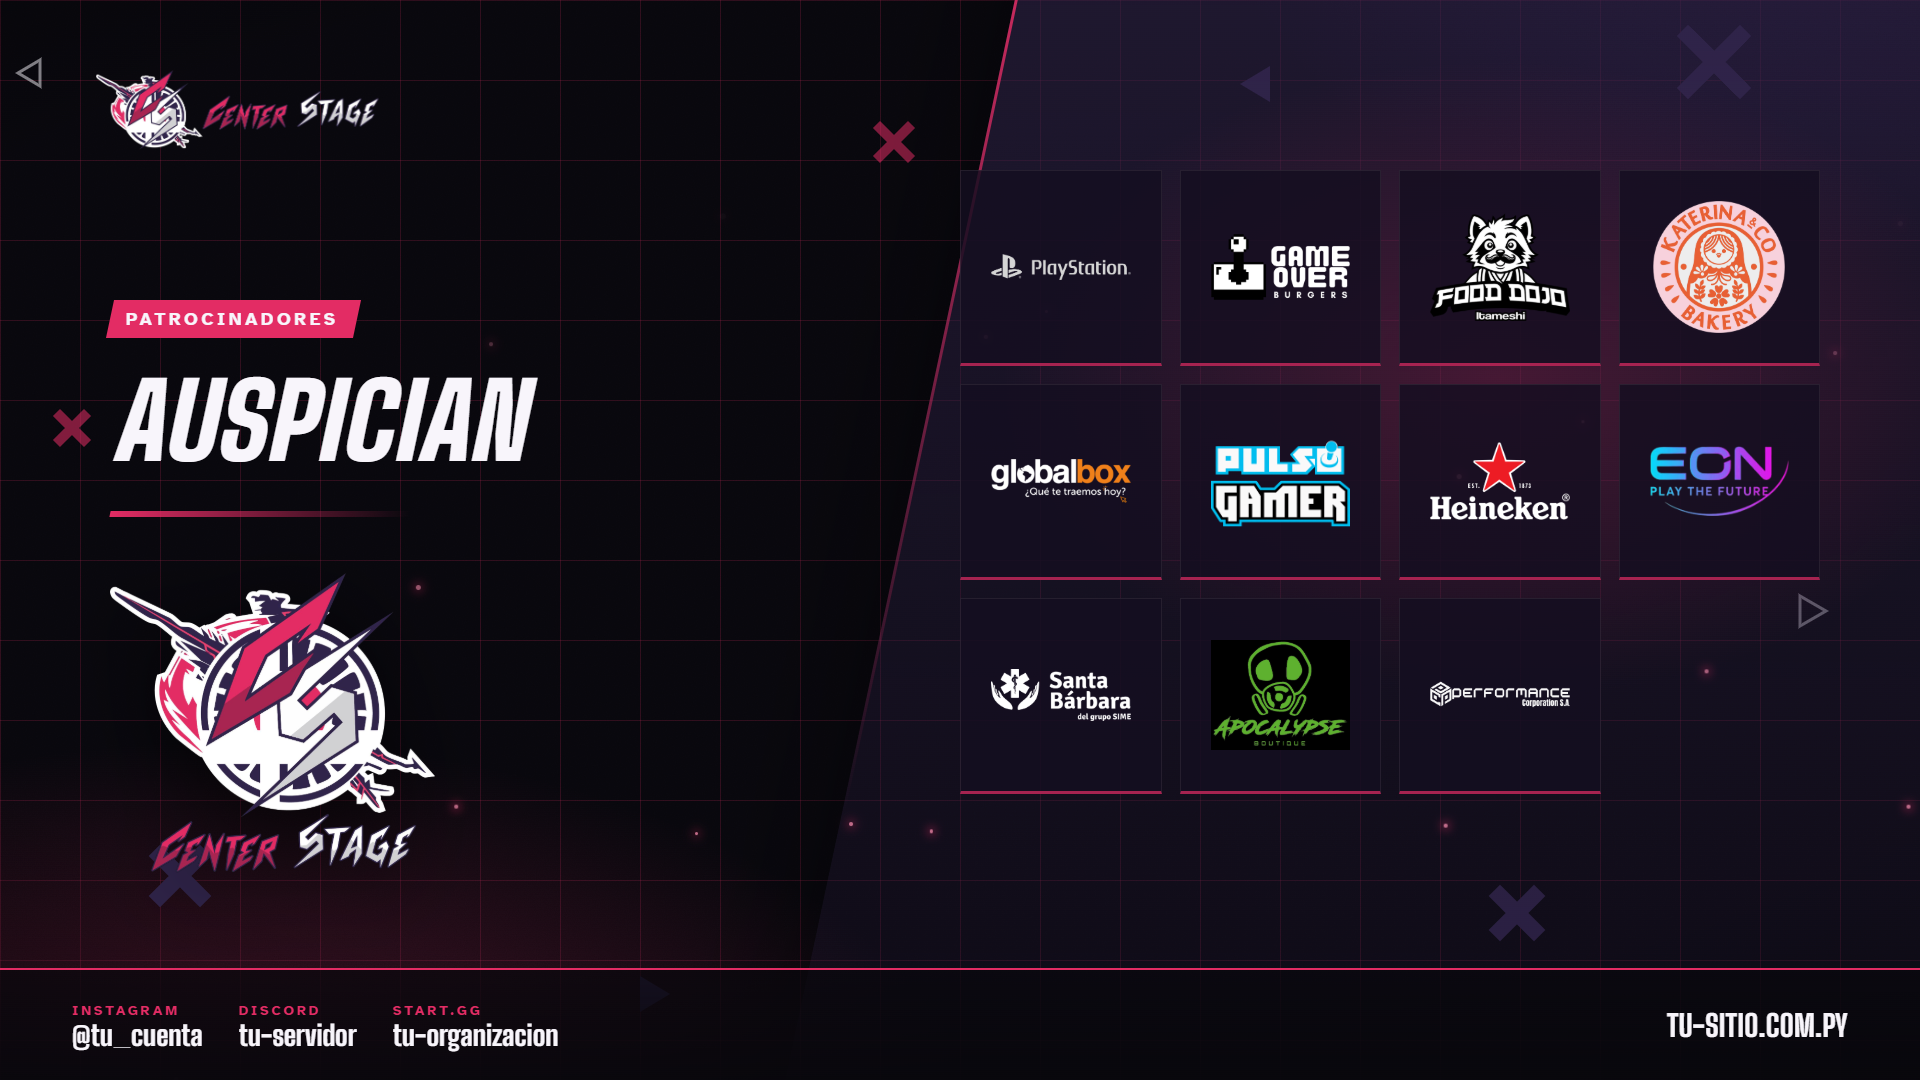 CENTER STAGE
PATROCINADORES
AUSPICIAN
CENTER STAGE
PlayStation
GAME
OVER
BURGERS
FOOD DOJO
Itameshi
KATERINA & CO
BAKERY
globalbox
¿Qué te traemos hoy?
PULSO
GAMER
EST. 1873
Heineken®
EON
PLAY THE FUTURE
Santa
Bárbara
del grupo SIME
APOCALYPSE
BOUTIQUE
PERFORMANCE
Corporation S.A
INSTAGRAM
@tu_cuenta
DISCORD
tu-servidor
START.GG
tu-organizacion
TU-SITIO.COM.PY